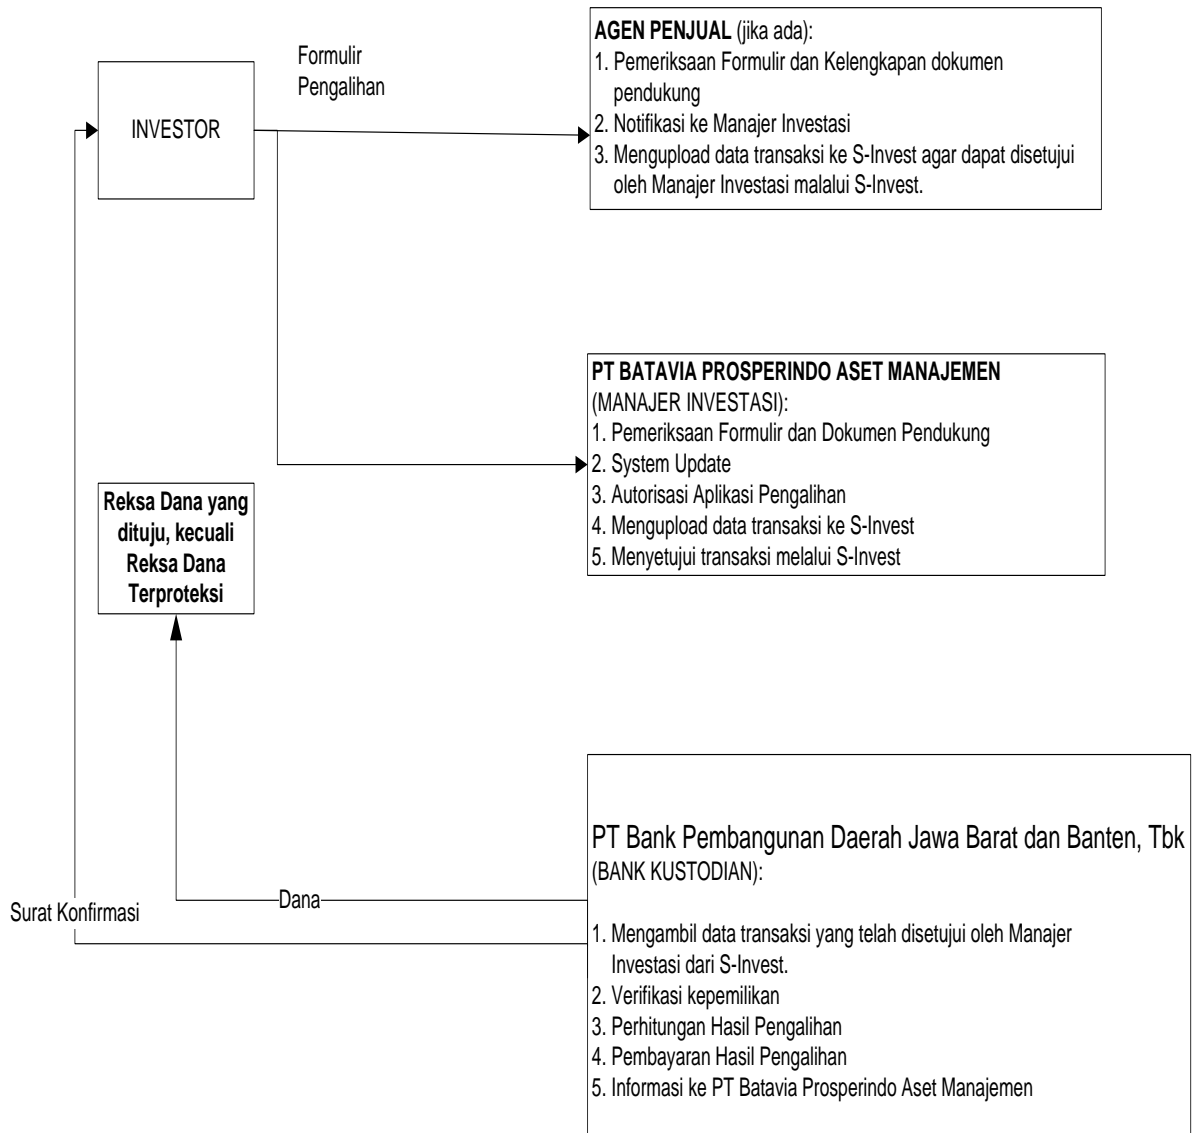 Formulir
Pengalihan
INVESTOR
AGEN PENJUAL (jika ada):
1. Pemeriksaan Formulir dan Kelengkapan dokumen
pendukung
2. Notifikasi ke Manajer Investasi
3. Mengupload data transaksi ke S-Invest agar dapat disetujui
oleh Manajer Investasi malalui S-Invest.
PT BATAVIA PROSPERINDO ASET MANAJEMEN
(MANAJER INVESTASI):
1. Pemeriksaan Formulir dan Dokumen Pendukung
2. System Update
3. Autorisasi Aplikasi Pengalihan
4. Mengupload data transaksi ke S-Invest
5. Menyetujui transaksi melalui S-Invest
Reksa Dana yang
dituju, kecuali
Reksa Dana
Terproteksi
PT Bank Pembangunan Daerah Jawa Barat dan Banten, Tbk
(BANK KUSTODIAN):
1. Mengambil data transaksi yang telah disetujui oleh Manajer
Investasi dari S-Invest.
2. Verifikasi kepemilikan
3. Perhitungan Hasil Pengalihan
4. Pembayaran Hasil Pengalihan
5. Informasi ke PT Batavia Prosperindo Aset Manajemen
Dana
Surat Konfirmasi